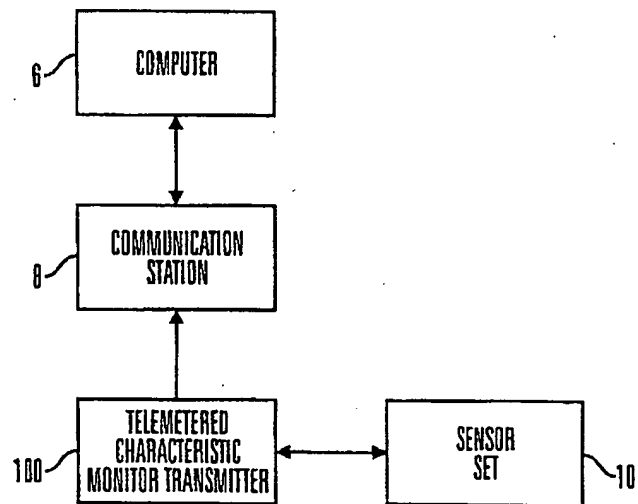 COMPUTER
6
COMMUNICATION
STATION
8
TELEMETERED
CHARACTERISTIC
MONITOR TRANSMITTER
100
SENSOR
SET
10